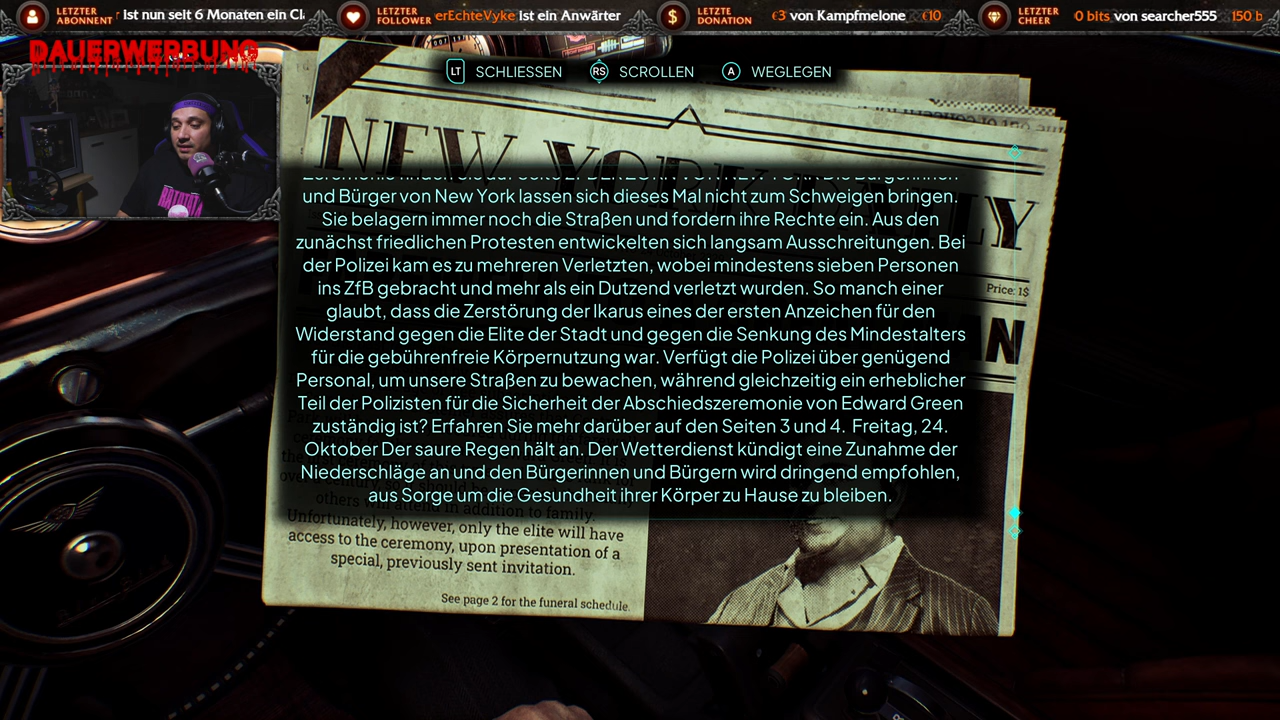 LETZTER ABONNENT
ist nun seit 6 Monaten ein
LETZTER FOLLOWER
erEchteVyke ist ein Anwärter
LETZTE DONATION
€3 von Kampfmelone €10
LETZTER CHEER
0 bits von searcher555 150 b
DAUERWERBUNG
LT SCHLIESSEN RS SCROLLEN A WEGLEGEN
NEW YORK DAILY
Price: 1$
und Bürger von New York lassen sich dieses Mal nicht zum Schweigen bringen.
Sie belagern immer noch die Straßen und fordern ihre Rechte ein. Aus den
zunächst friedlichen Protesten entwickelten sich langsam Ausschreitungen. Bei
der Polizei kam es zu mehreren Verletzten, wobei mindestens sieben Personen
ins ZfB gebracht und mehr als ein Dutzend verletzt wurden. So manch einer
glaubt, dass die Zerstörung der Ikarus eines der ersten Anzeichen für den
Widerstand gegen die Elite der Stadt und gegen die Senkung des Mindestalters
für die gebührenfreie Körpernutzung war. Verfügt die Polizei über genügend
Personal, um unsere Straßen zu bewachen, während gleichzeitig ein erheblicher
Teil der Polizisten für die Sicherheit der Abschiedszeremonie von Edward Green
zuständig ist? Erfahren Sie mehr darüber auf den Seiten 3 und 4. Freitag, 24.
Oktober Der saure Regen hält an. Der Wetterdienst kündigt eine Zunahme der
Niederschläge an und den Bürgerinnen und Bürgern wird dringend empfohlen,
aus Sorge um die Gesundheit ihrer Körper zu Hause zu bleiben.
others will attend in addition to family.
Unfortunately, however, only the elite will have
access to the ceremony, upon presentation of a
special, previously sent invitation.
See page 2 for the funeral schedule.